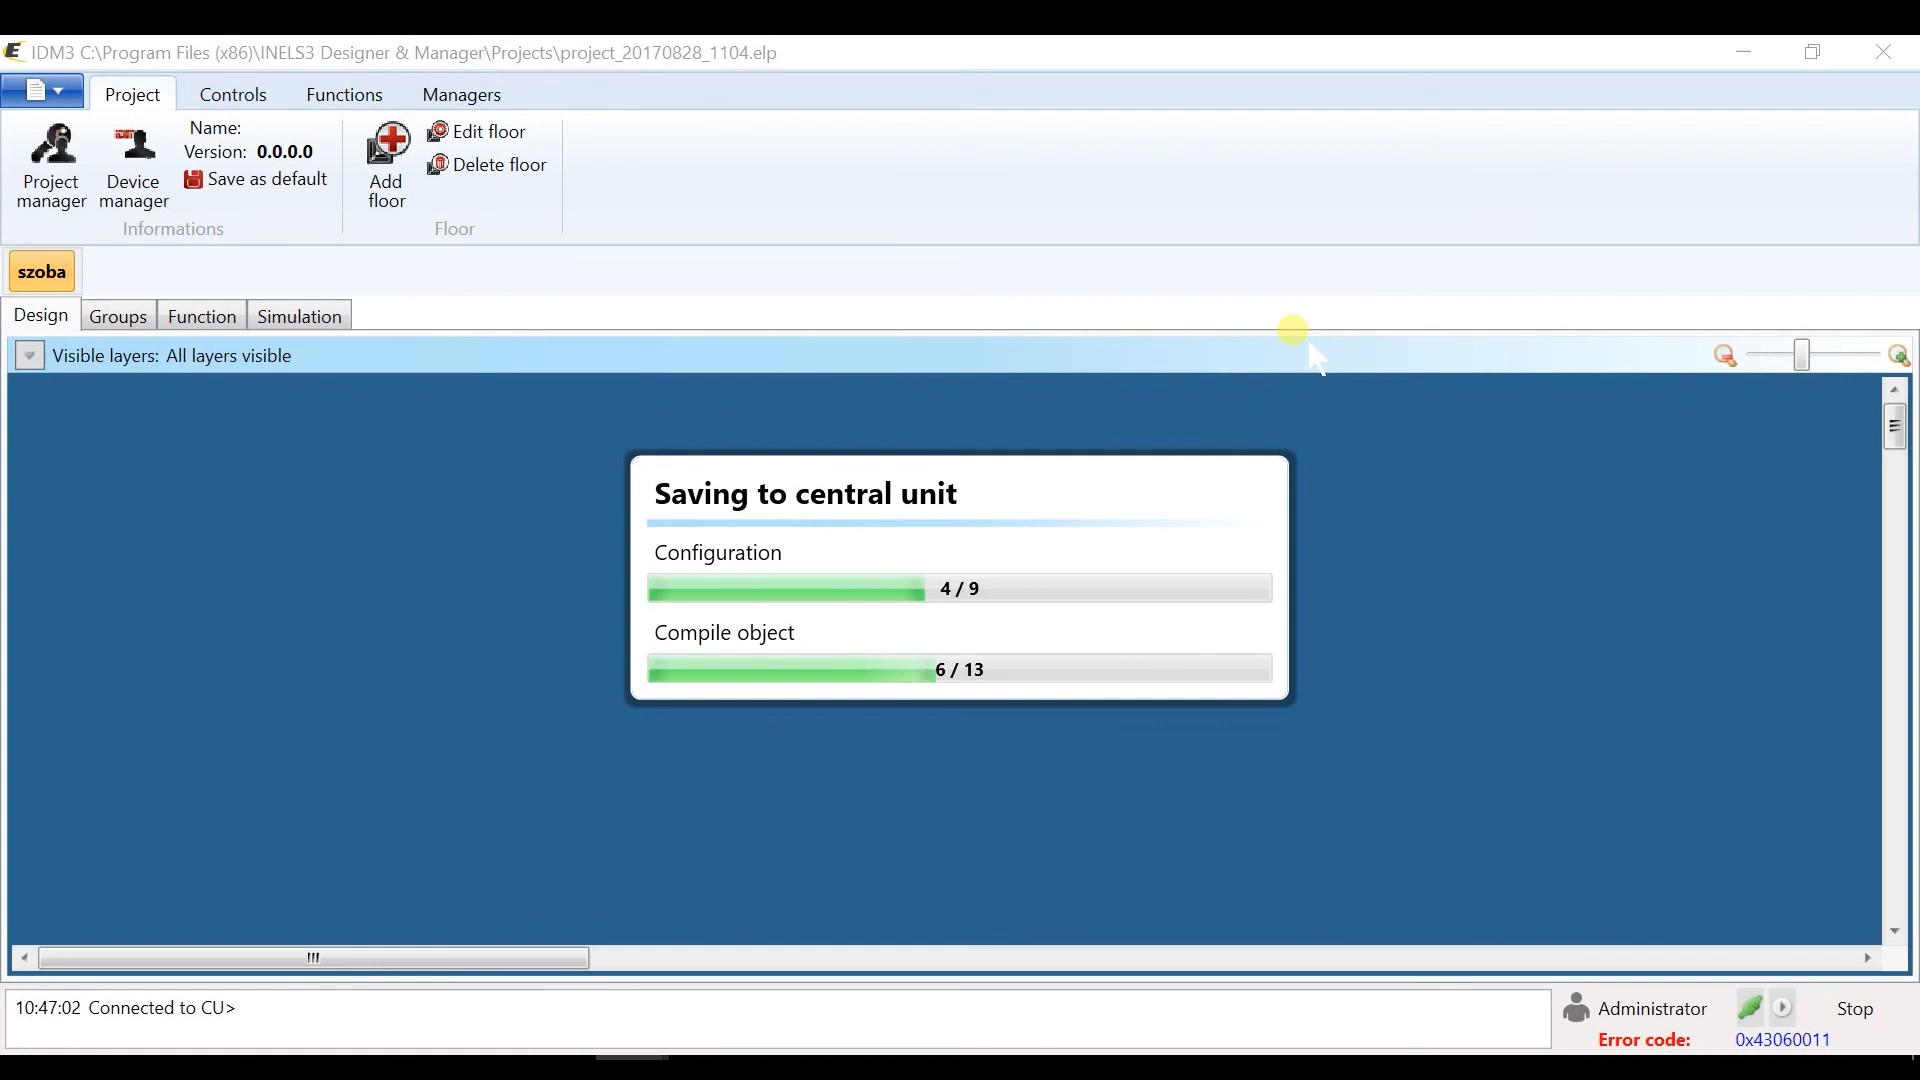 IDM3 C:\Program Files (x86)\INELS3 Designer & Manager\Projects\project_20170828_1104.elp
Project Controls Functions Managers
Project manager
Device manager
Name:
Version: 0.0.0.0
Save as default
Informations
Add floor
Edit floor
Delete floor
Floor
szoba
Design Groups Function Simulation
Visible layers: All layers visible
Saving to central unit
Configuration
4 / 9
Compile object
6 / 13
10:47:02 Connected to CU>
Administrator Stop
Error code: 0x43060011